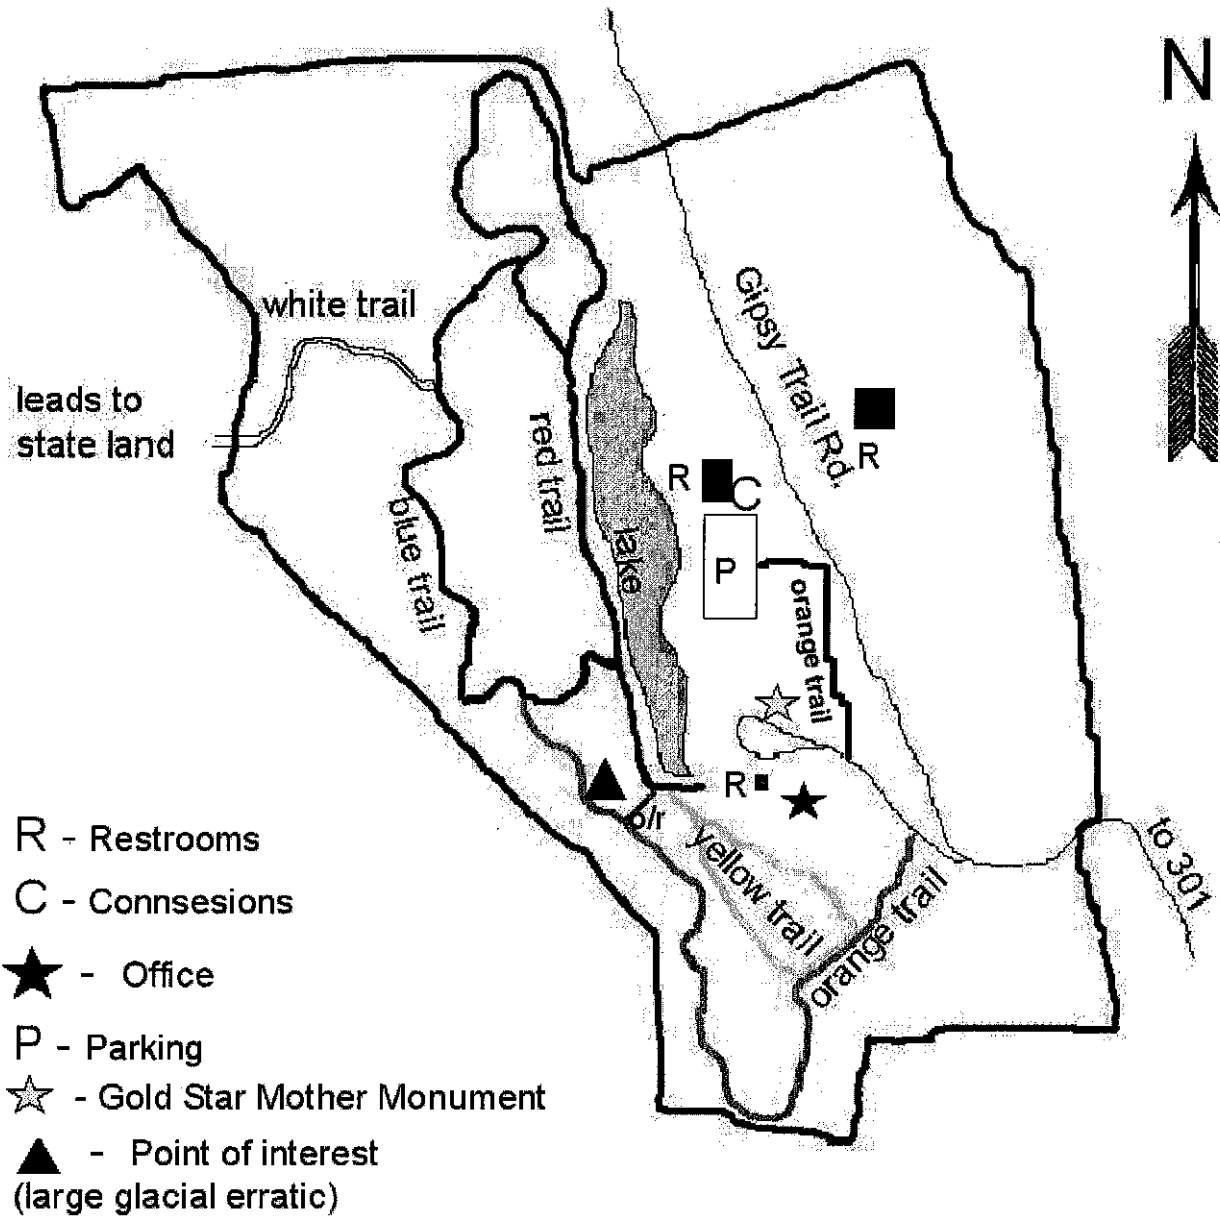 N
white trail
leads to
state land
Gipsy Trail Rd.
red trail
blue trail
lake
R
R
C
P
orange trail
R
o/r
yellow trail
orange trail
to 301
R - Restrooms
C - Connsesions
- Office
P - Parking
- Gold Star Mother Monument
- Point of interest
(large glacial erratic)